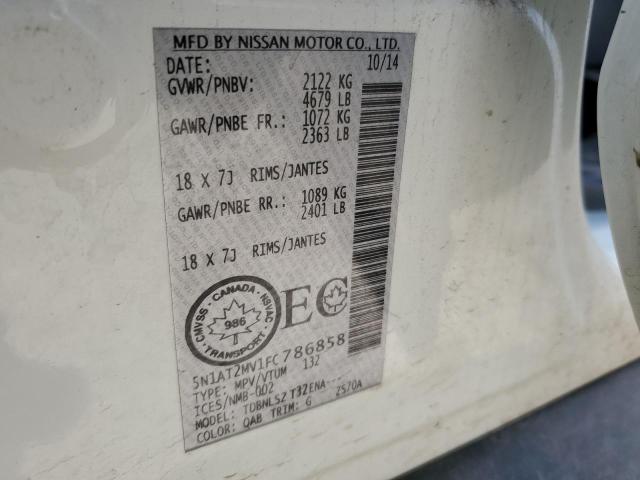 MFD BY NISSAN MOTOR CO., LTD.
DATE: 10/14
GVWR/PNBV: 2122 KG
4679 LB
GAWR/PNBE FR.: 1072 KG
2363 LB
18 X 7J RIMS/JANTES
GAWR/PNBE RR.: 1089 KG
2401 LB
18 X 7J RIMS/JANTES
CMVSS · CANADA · NSVAC
986
TRANSPORT
EC
5N1AT2MV1FC786858
TYPE: MPV/VTUM 132
ICES/NMB-002
MODEL: TDBNLSZ T32ENA--
COLOR: QAB TRIM: G 2570A